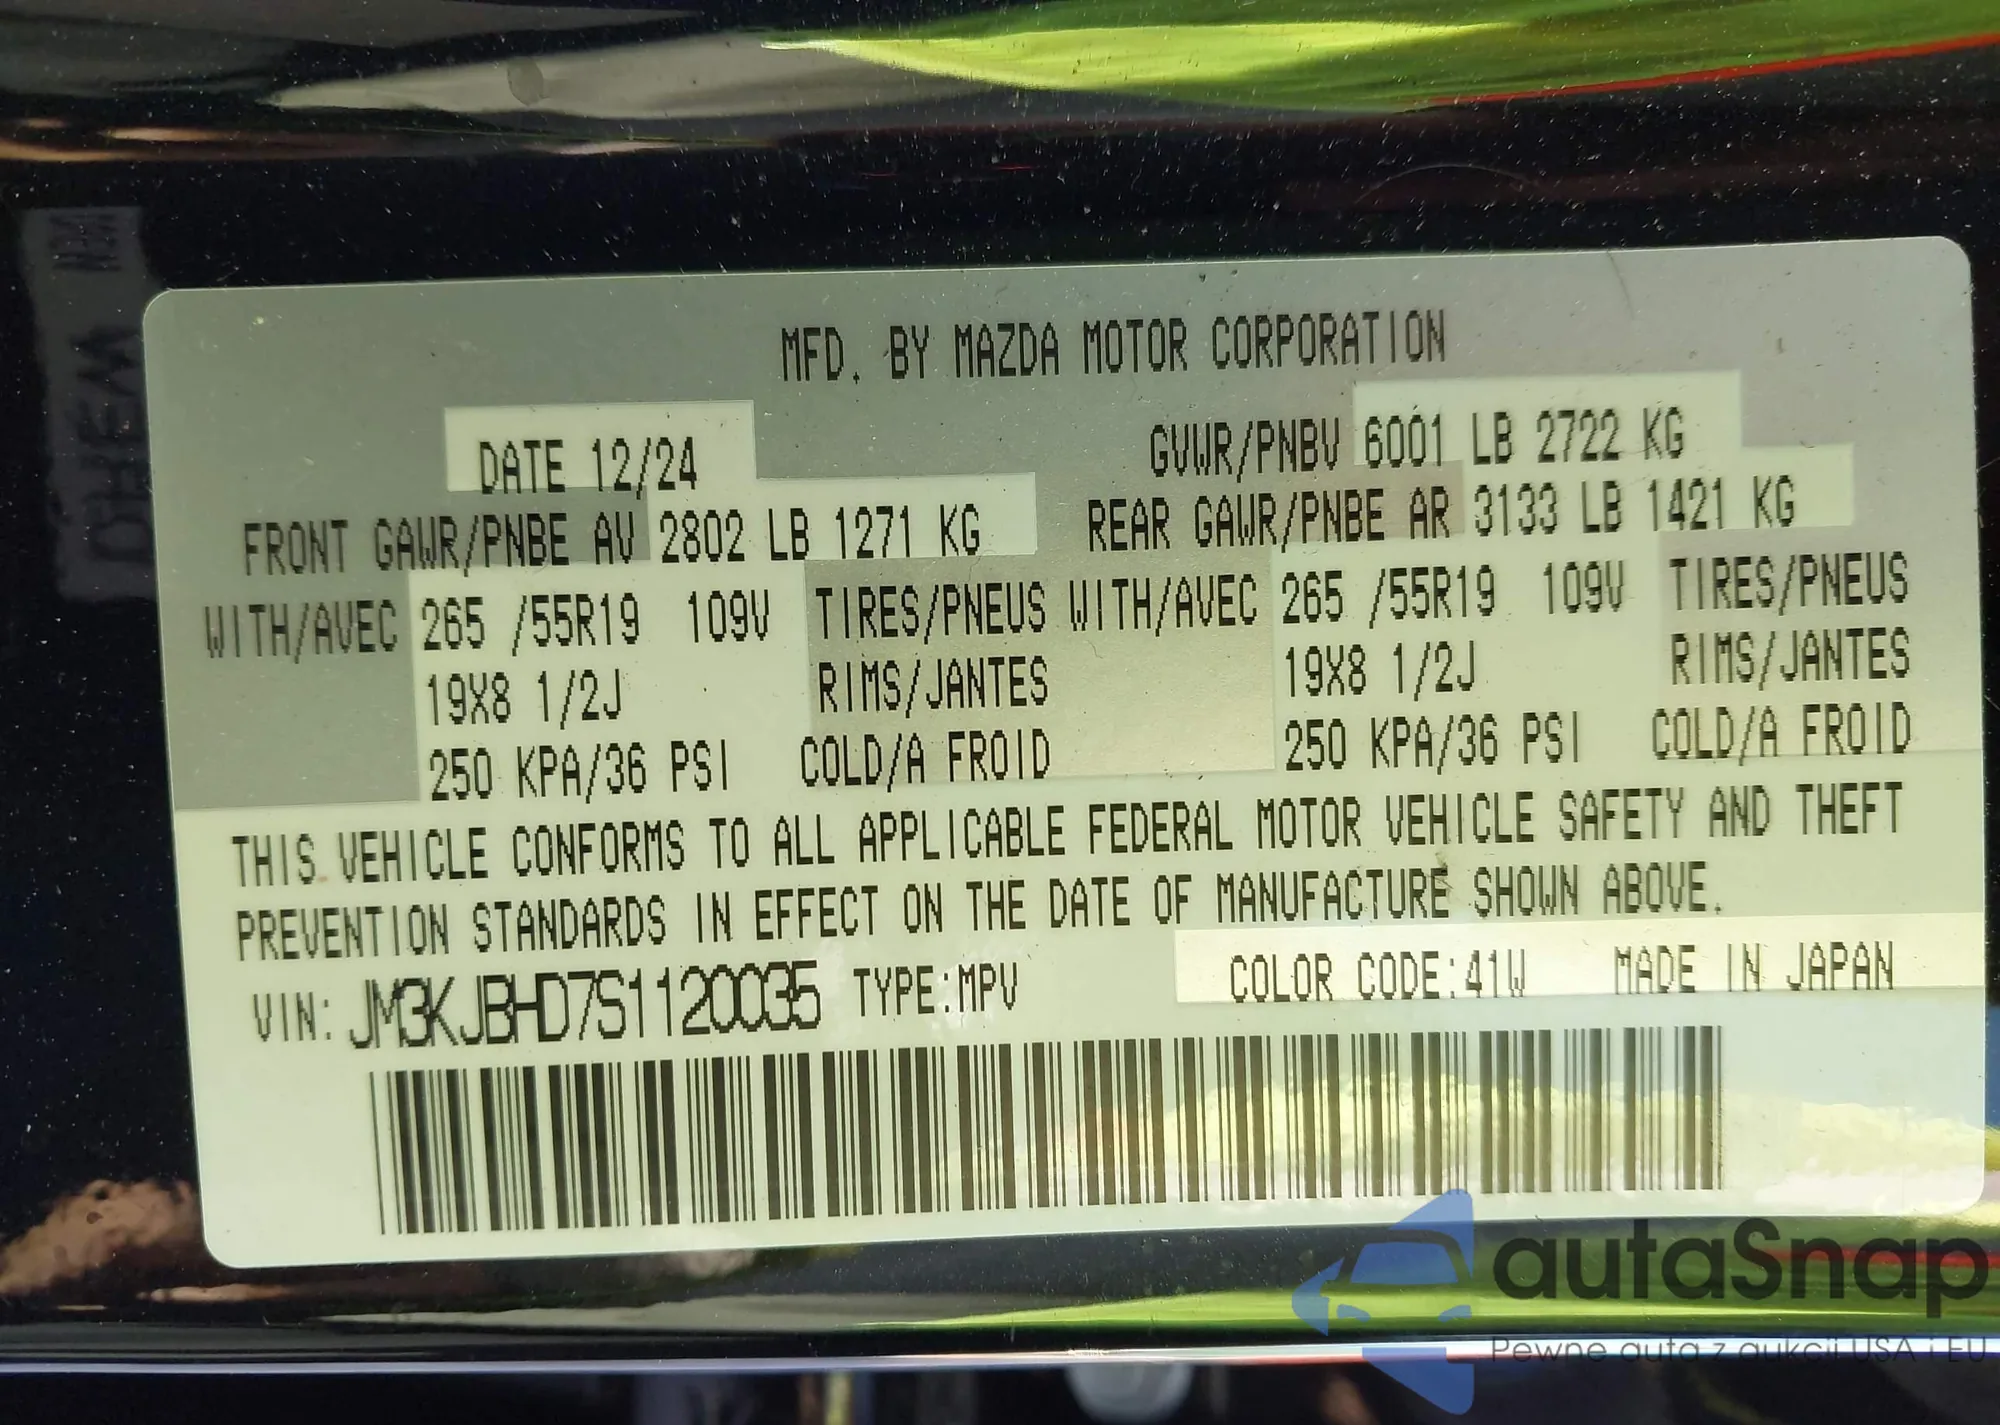 MFD. BY MAZDA MOTOR CORPORATION
DATE 12/24 GVWR/PNBV 6001 LB 2722 KG
FRONT GAWR/PNBE AV 2802 LB 1271 KG REAR GAWR/PNBE AR 3133 LB 1421 KG
WITH/AVEC 265 /55R19 109V TIRES/PNEUS WITH/AVEC 265 /55R19 109V TIRES/PNEUS
19X8 1/2J RIMS/JANTES 19X8 1/2J RIMS/JANTES
250 KPA/36 PSI COLD/A FROID 250 KPA/36 PSI COLD/A FROID
THIS VEHICLE CONFORMS TO ALL APPLICABLE FEDERAL MOTOR VEHICLE SAFETY AND THEFT
PREVENTION STANDARDS IN EFFECT ON THE DATE OF MANUFACTURE SHOWN ABOVE.
VIN: JM3KJBHD7S1120035 TYPE:MPV COLOR CODE:41W MADE IN JAPAN
autaSnap
Pewne auta z aukcji USA i EU